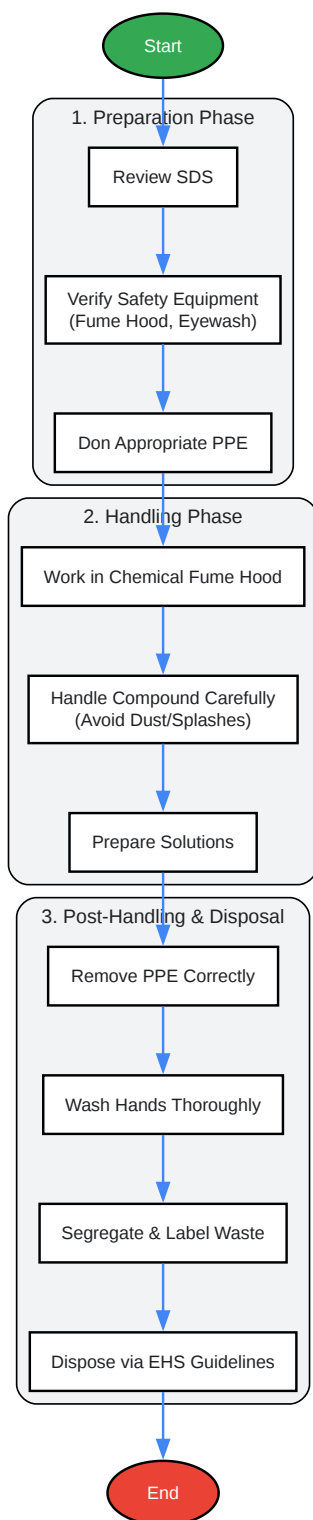 Start
1. Preparation Phase
Review SDS
Verify Safety Equipment
(Fume Hood, Eyewash)
Don Appropriate PPE
2. Handling Phase
Work in Chemical Fume Hood
Handle Compound Carefully
(Avoid Dust/Splashes)
Prepare Solutions
3. Post-Handling & Disposal
Remove PPE Correctly
Wash Hands Thoroughly
Segregate & Label Waste
Dispose via EHS Guidelines
End